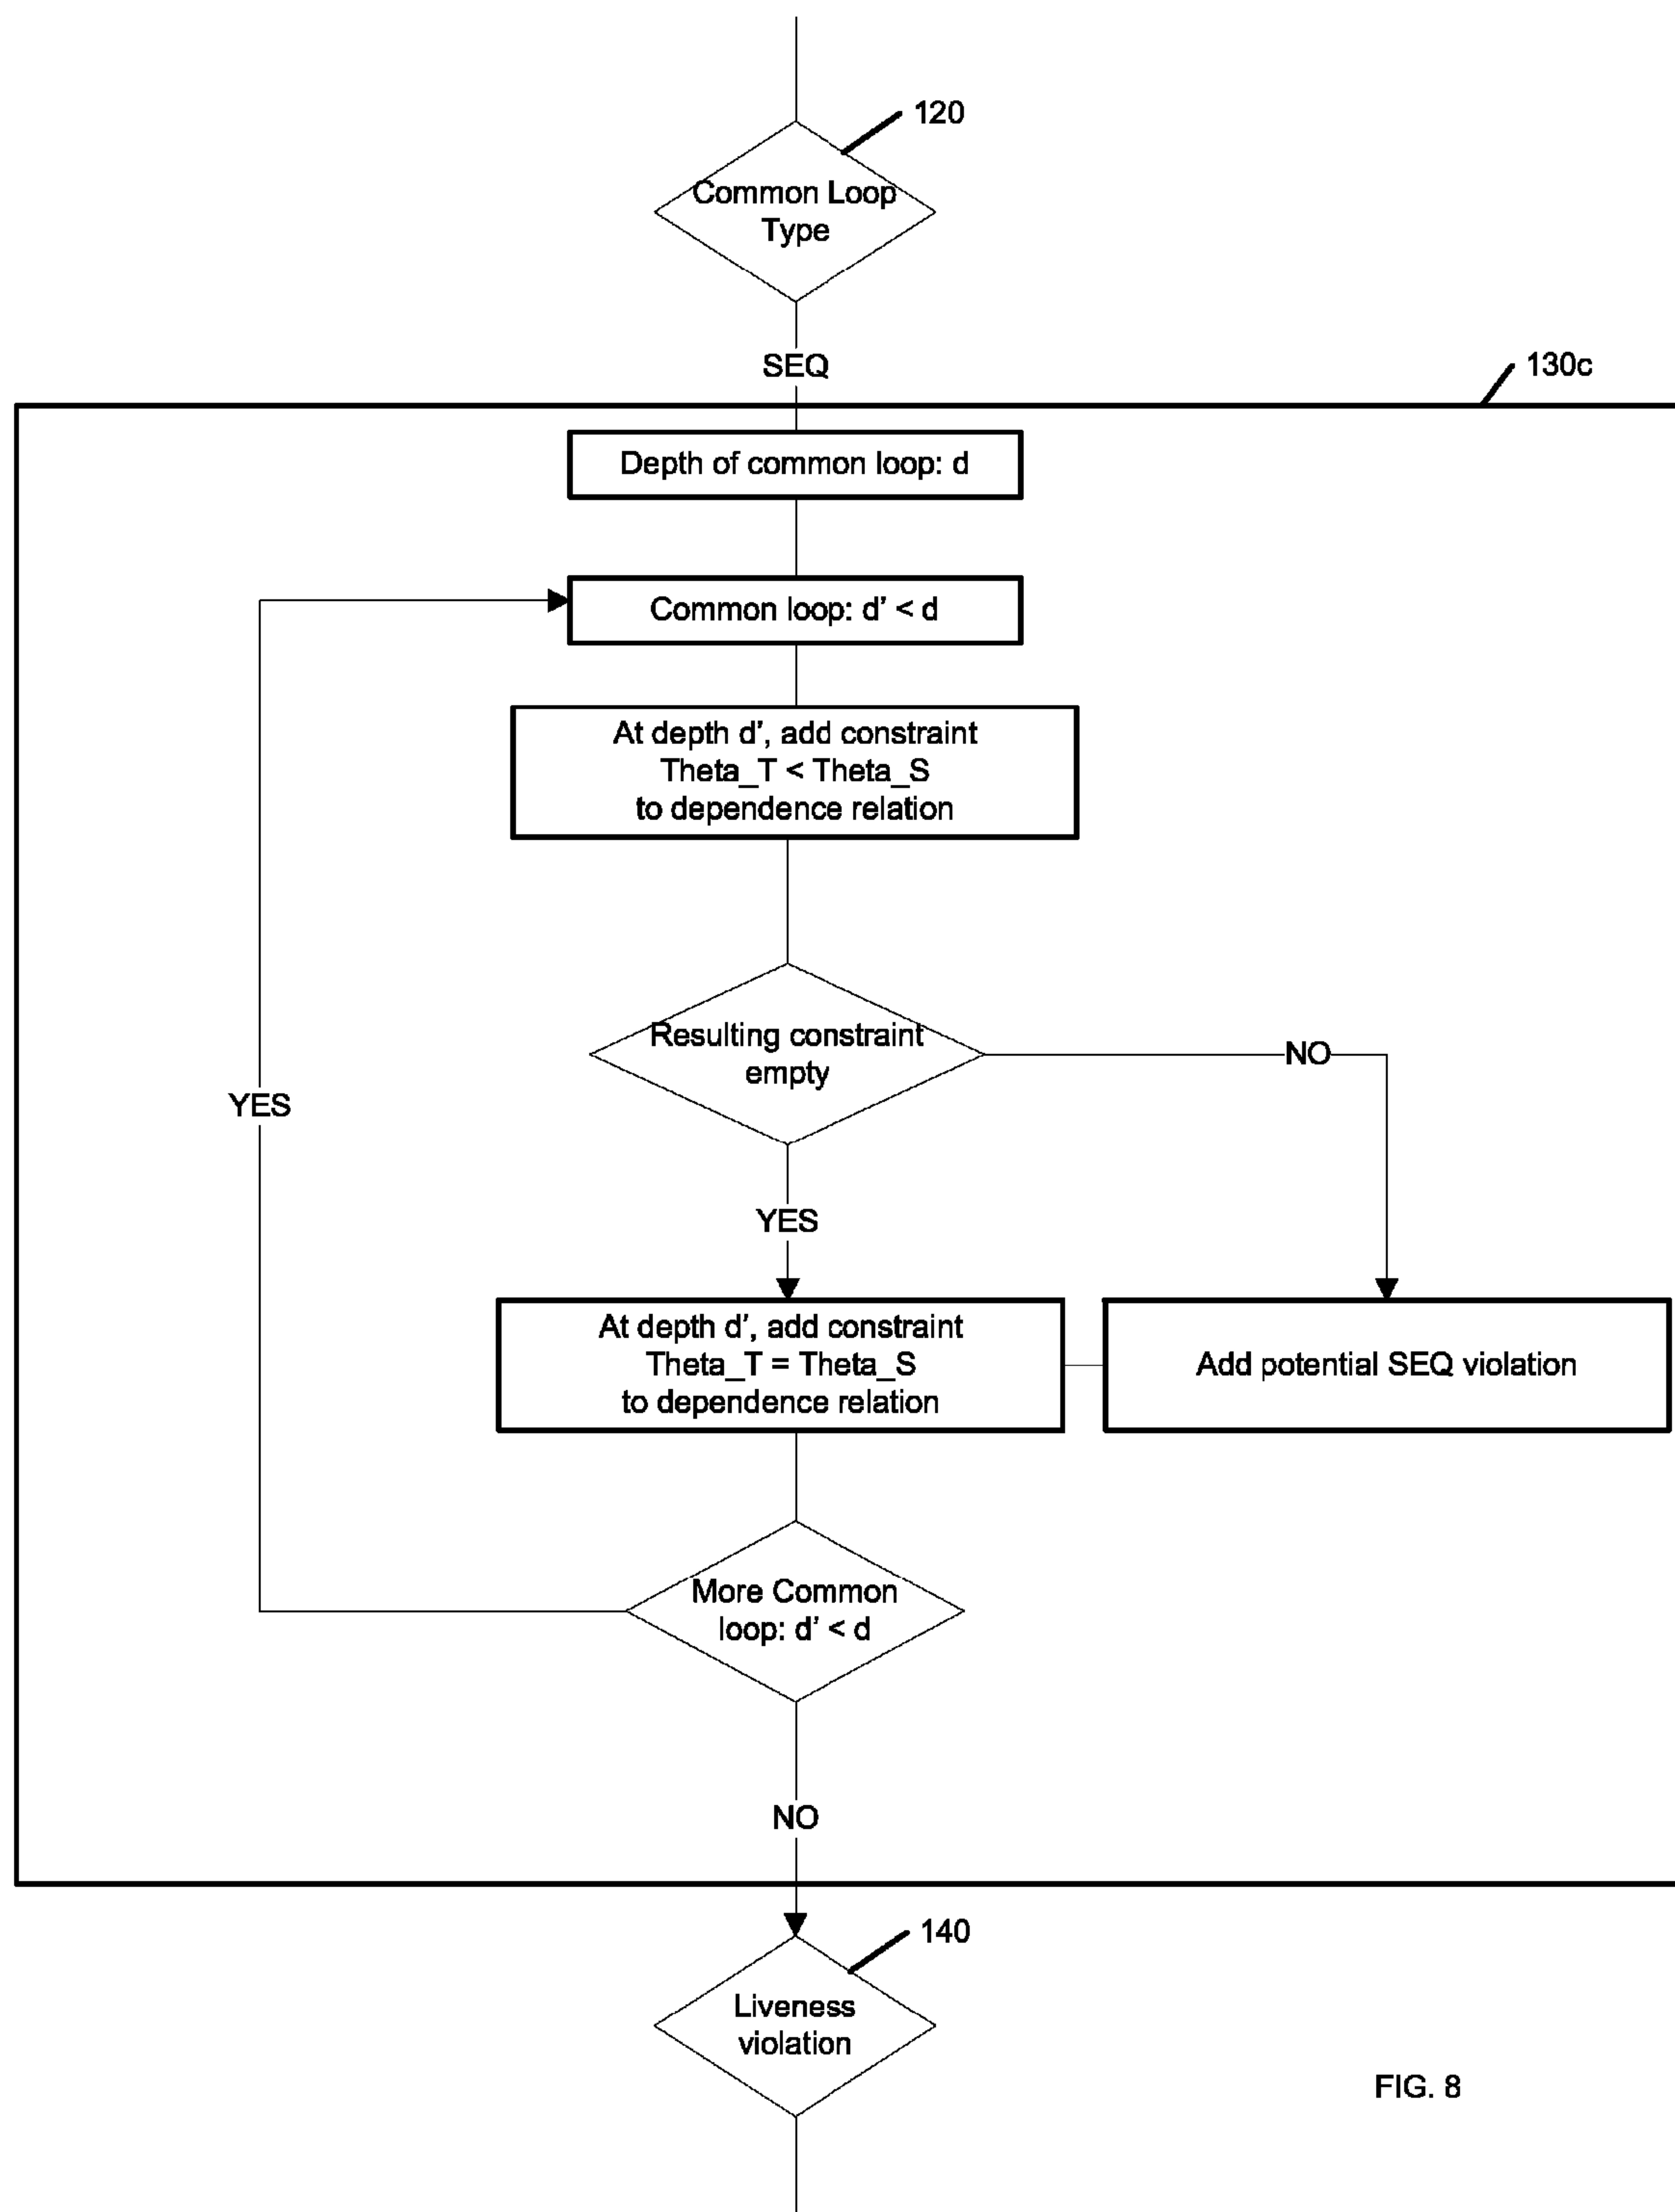 120
Common Loop
Type
SEQ
130c
Depth of common loop: d
Common loop: d' < d
At depth d', add constraint
Theta_T < Theta_S
to dependence relation
Resulting constraint
empty
NO
YES
YES
At depth d', add constraint
Theta_T = Theta_S
to dependence relation
Add potential SEQ violation
More Common
loop: d' < d
NO
140
Liveness
violation
FIG. 8